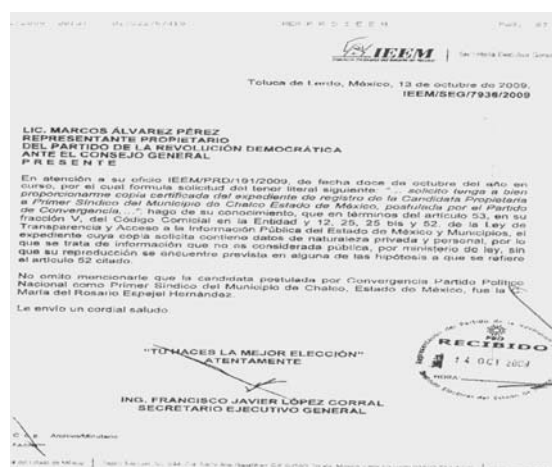 IEEM
Toluca de Lerdo, México, 13 de octubre de 2009.
IEEM/SEG/7936/2009
LIC. MARCOS ÁLVAREZ PÉREZ
REPRESENTANTE PROPIETARIO
DEL PARTIDO DE LA REVOLUCIÓN DEMOCRÁTICA
ANTE EL CONSEJO GENERAL
P R E S E N T E
En atención a su oficio IEEM/PRD/191/2009, de fecha doce de octubre del año en
curso, por el cual formula solicitud del tenor literal siguiente: "... solicito tenga a bien
proporcionarme copia certificada del expediente de registro de la Candidata Propietaria
a Primer Síndico del Municipio de Chalco Estado de México, postulada por el Partido
de Convergencia...", hago de su conocimiento, que en términos del artículo 53, en su
fracción V, del Código Comicial en la Entidad y 12, 25, 25 bis y 52. de la Ley de
Transparencia y Acceso a la Información Pública del Estado de México y Municipios, el
expediente cuya copia solicita contiene datos de naturaleza privada y personal, por lo
que se trata de información que no es considerada pública, por ministerio de ley, sin
que su reproducción se encuentre prevista en alguna de las hipótesis a que se refiere
el artículo 52 citado.
No omito mencionarle que la candidata postulada por Convergencia Partido Político
Nacional como Primer Síndico del Municipio de Chalco, Estado de México, fue la C.
María del Rosario Espejel Hernández.
Le envío un cordial saludo.
"TÚ HACES LA MEJOR ELECCIÓN"
ATENTAMENTE
PRD
RECIBIDO
14 OCT 2009
HORA:
ING. FRANCISCO JAVIER LÓPEZ CORRAL
SECRETARIO EJECUTIVO GENERAL
Archivo/Minutario